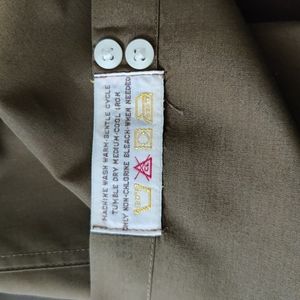 MACHINE WASH WARM-GENTLE CYCLE
TUMBLE DRY MEDIUM-COOL IRON
ONLY NON-CHLORINE BLEACH-WHEN NEEDED